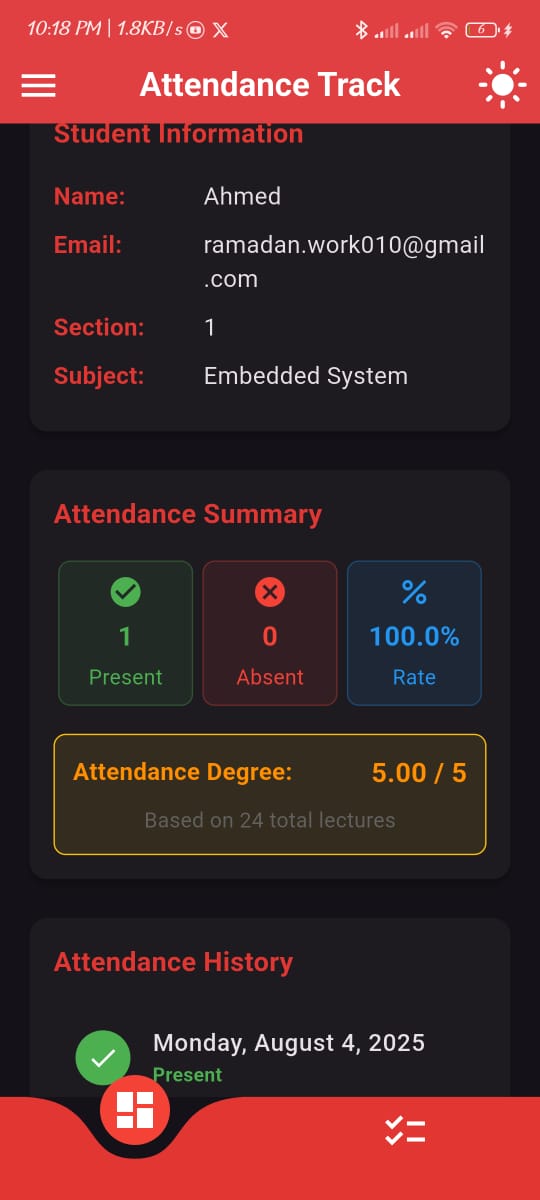 10:18 PM | 1.8KB/s
6
Attendance Track
Student Information
Name: Ahmed
Email: ramadan.work010@gmail
.com
Section: 1
Subject: Embedded System
Attendance Summary
1 0 100.0%
Present Absent Rate
Attendance Degree: 5.00 / 5
Based on 24 total lectures
Attendance History
Monday, August 4, 2025
Present